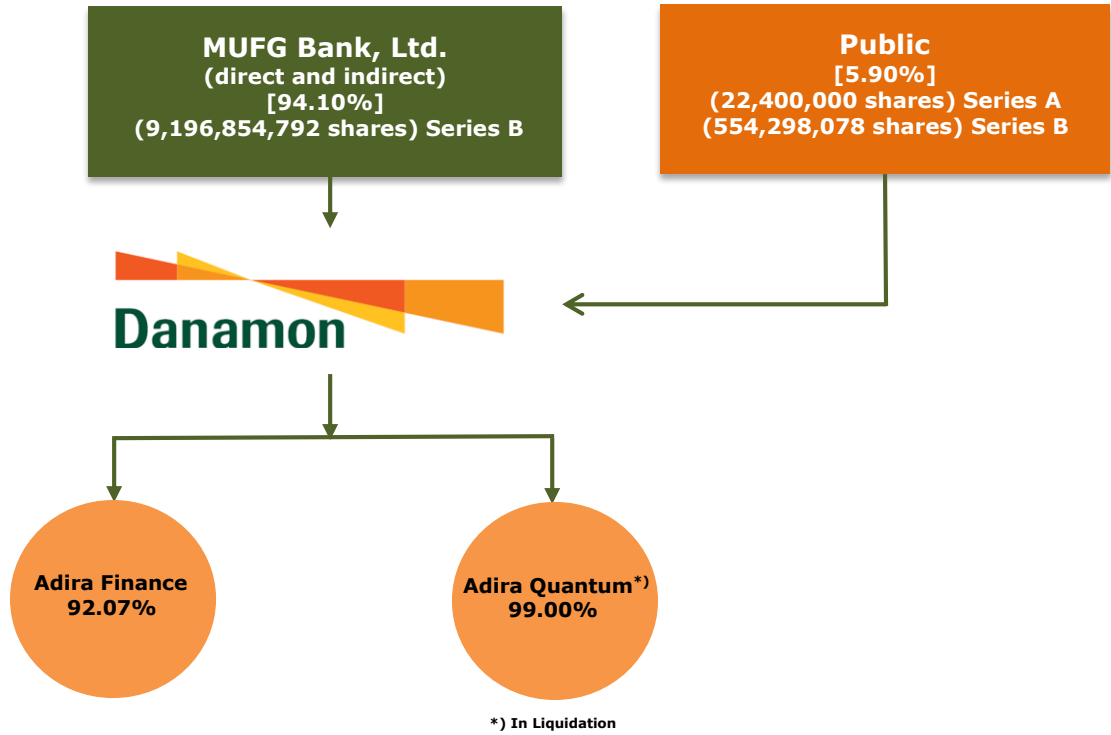 MUFG Bank, Ltd.
(direct and indirect)
[94.10%]
(9,196,854,792 shares) Series B
Public
[5.90%]
(22,400,000 shares) Series A
(554,298,078 shares) Series B
Danamon
Adira Finance
92.07%
Adira Quantum*)
99.00%
*) In Liquidation